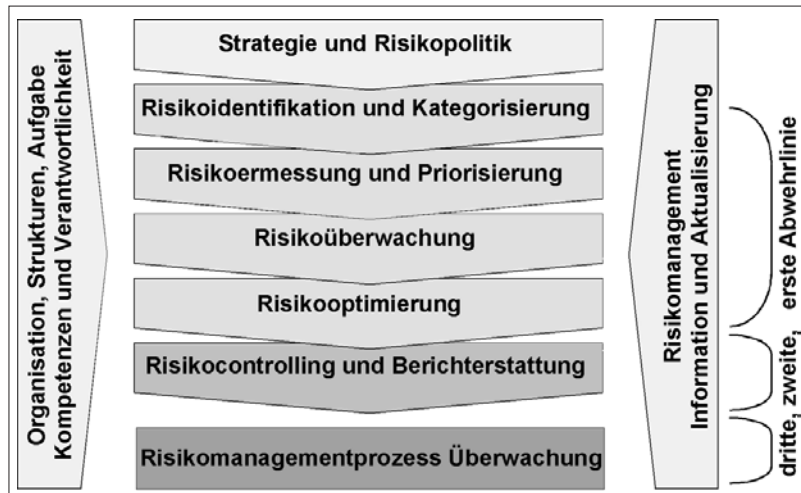 Organisation, Strukturen, Aufgabe
Kompetenzen und Verantwortlichkeit
Strategie und Risikopolitik
Risikoidentifikation und Kategorisierung
Risikoermessung und Priorisierung
Risikoüberwachung
Risikooptimierung
Risikocontrolling und Berichterstattung
Risikomanagementprozess Überwachung
Risikomanagement
Information und Aktualisierung
dritte, zweite, erste Abwehrlinie